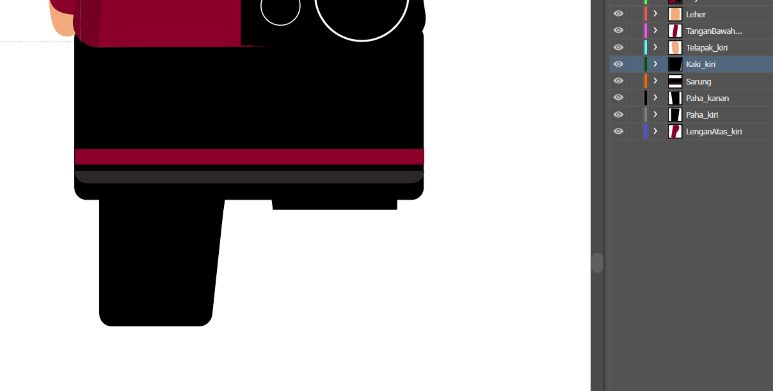 Leher
TanganBawah...
Telapak_kiri
Kaki_kiri
Sarung
Paha_kanan
Paha_kiri
LenganAtas_kiri